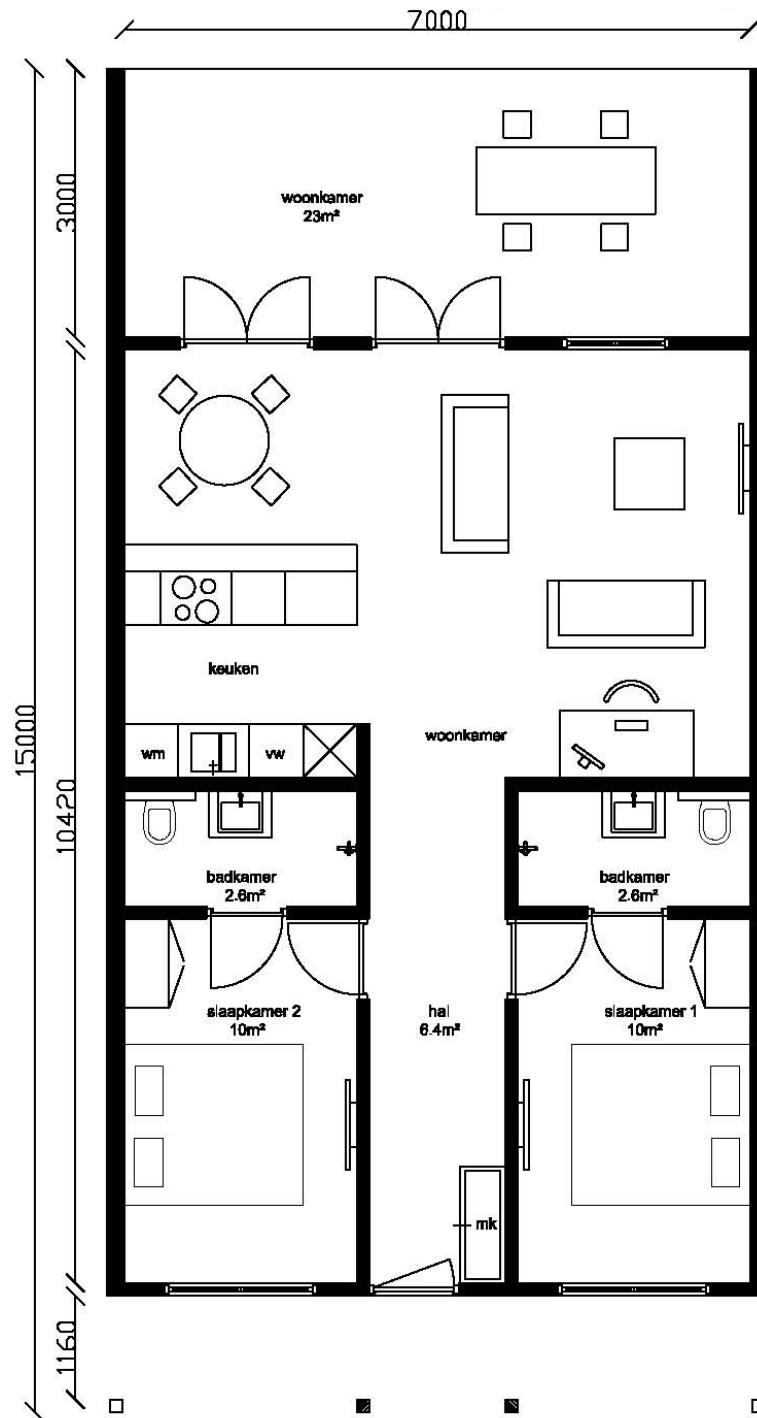 7000
3000
woonkamer
23m²
15000
10420
keuken
wm
vw
woonkamer
badkamer
2.6m²
badkamer
2.6m²
slaapkamer 2
10m²
hal
6.4m²
slaapkamer 1
10m²
mk
1160